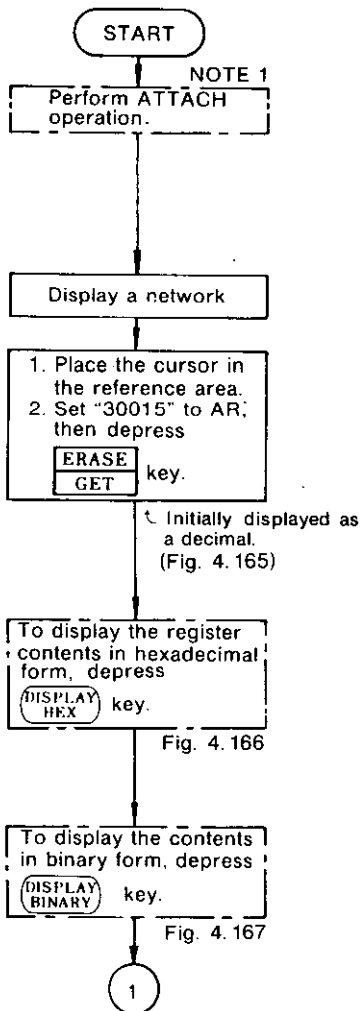 START
NOTE 1
Perform ATTACH
operation.
Display a network
1. Place the cursor in
the reference area.
2. Set "30015" to AR,
then depress
ERASE
GET
key.
Initially displayed as
a decimal.
(Fig. 4.165)
To display the register
contents in hexadecimal
form, depress
DISPLAY
HEX
key.
Fig. 4.166
To display the contents
in binary form, depress
DISPLAY
BINARY
key.
Fig. 4.167
1